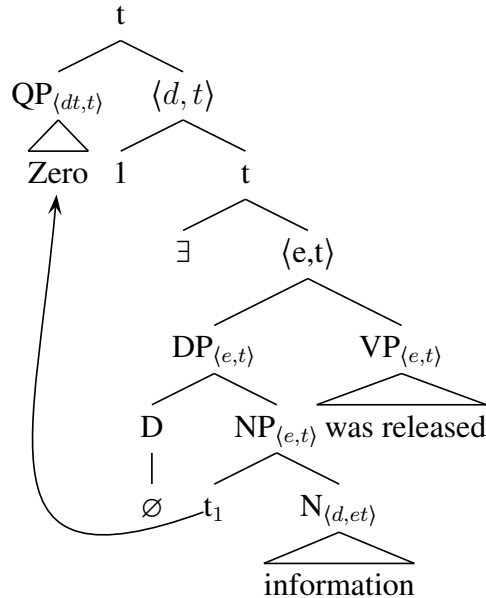 t
QP⟨dt,t⟩ ⟨d, t⟩
Zero 1 t
∃ ⟨e,t⟩
DP⟨e,t⟩ VP⟨e,t⟩
D NP⟨e,t⟩ was released
∅ t₁ N⟨d,et⟩
information